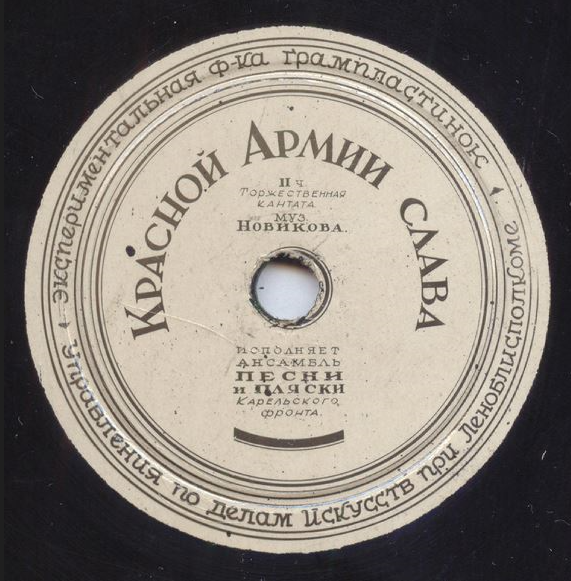 Экспериментальная ф-ка грампластинок
Управления по делам искусств при Леноблисполкоме
КРАСНОЙ АРМИИ СЛАВА
II ч
ТОРЖЕСТВЕННАЯ
КАНТАТА
МУЗ.
НОВИКОВА.
ИСПОЛНЯЕТ
АНСАМБЛЬ
ПЕСНИ
И ПЛЯСКИ
КАРЕЛЬСКОГО
ФРОНТА.